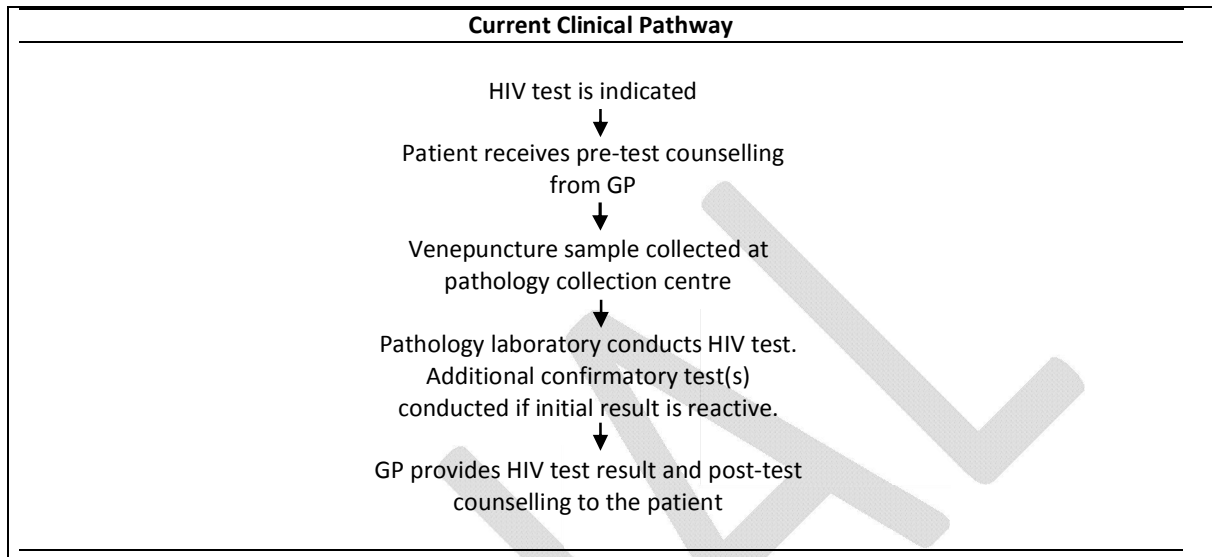 Current Clinical Pathway
HIV test is indicated
Patient receives pre-test counselling
from GP
Venepuncture sample collected at
pathology collection centre
Pathology laboratory conducts HIV test.
Additional confirmatory test(s)
conducted if initial result is reactive.
GP provides HIV test result and post-test
counselling to the patient